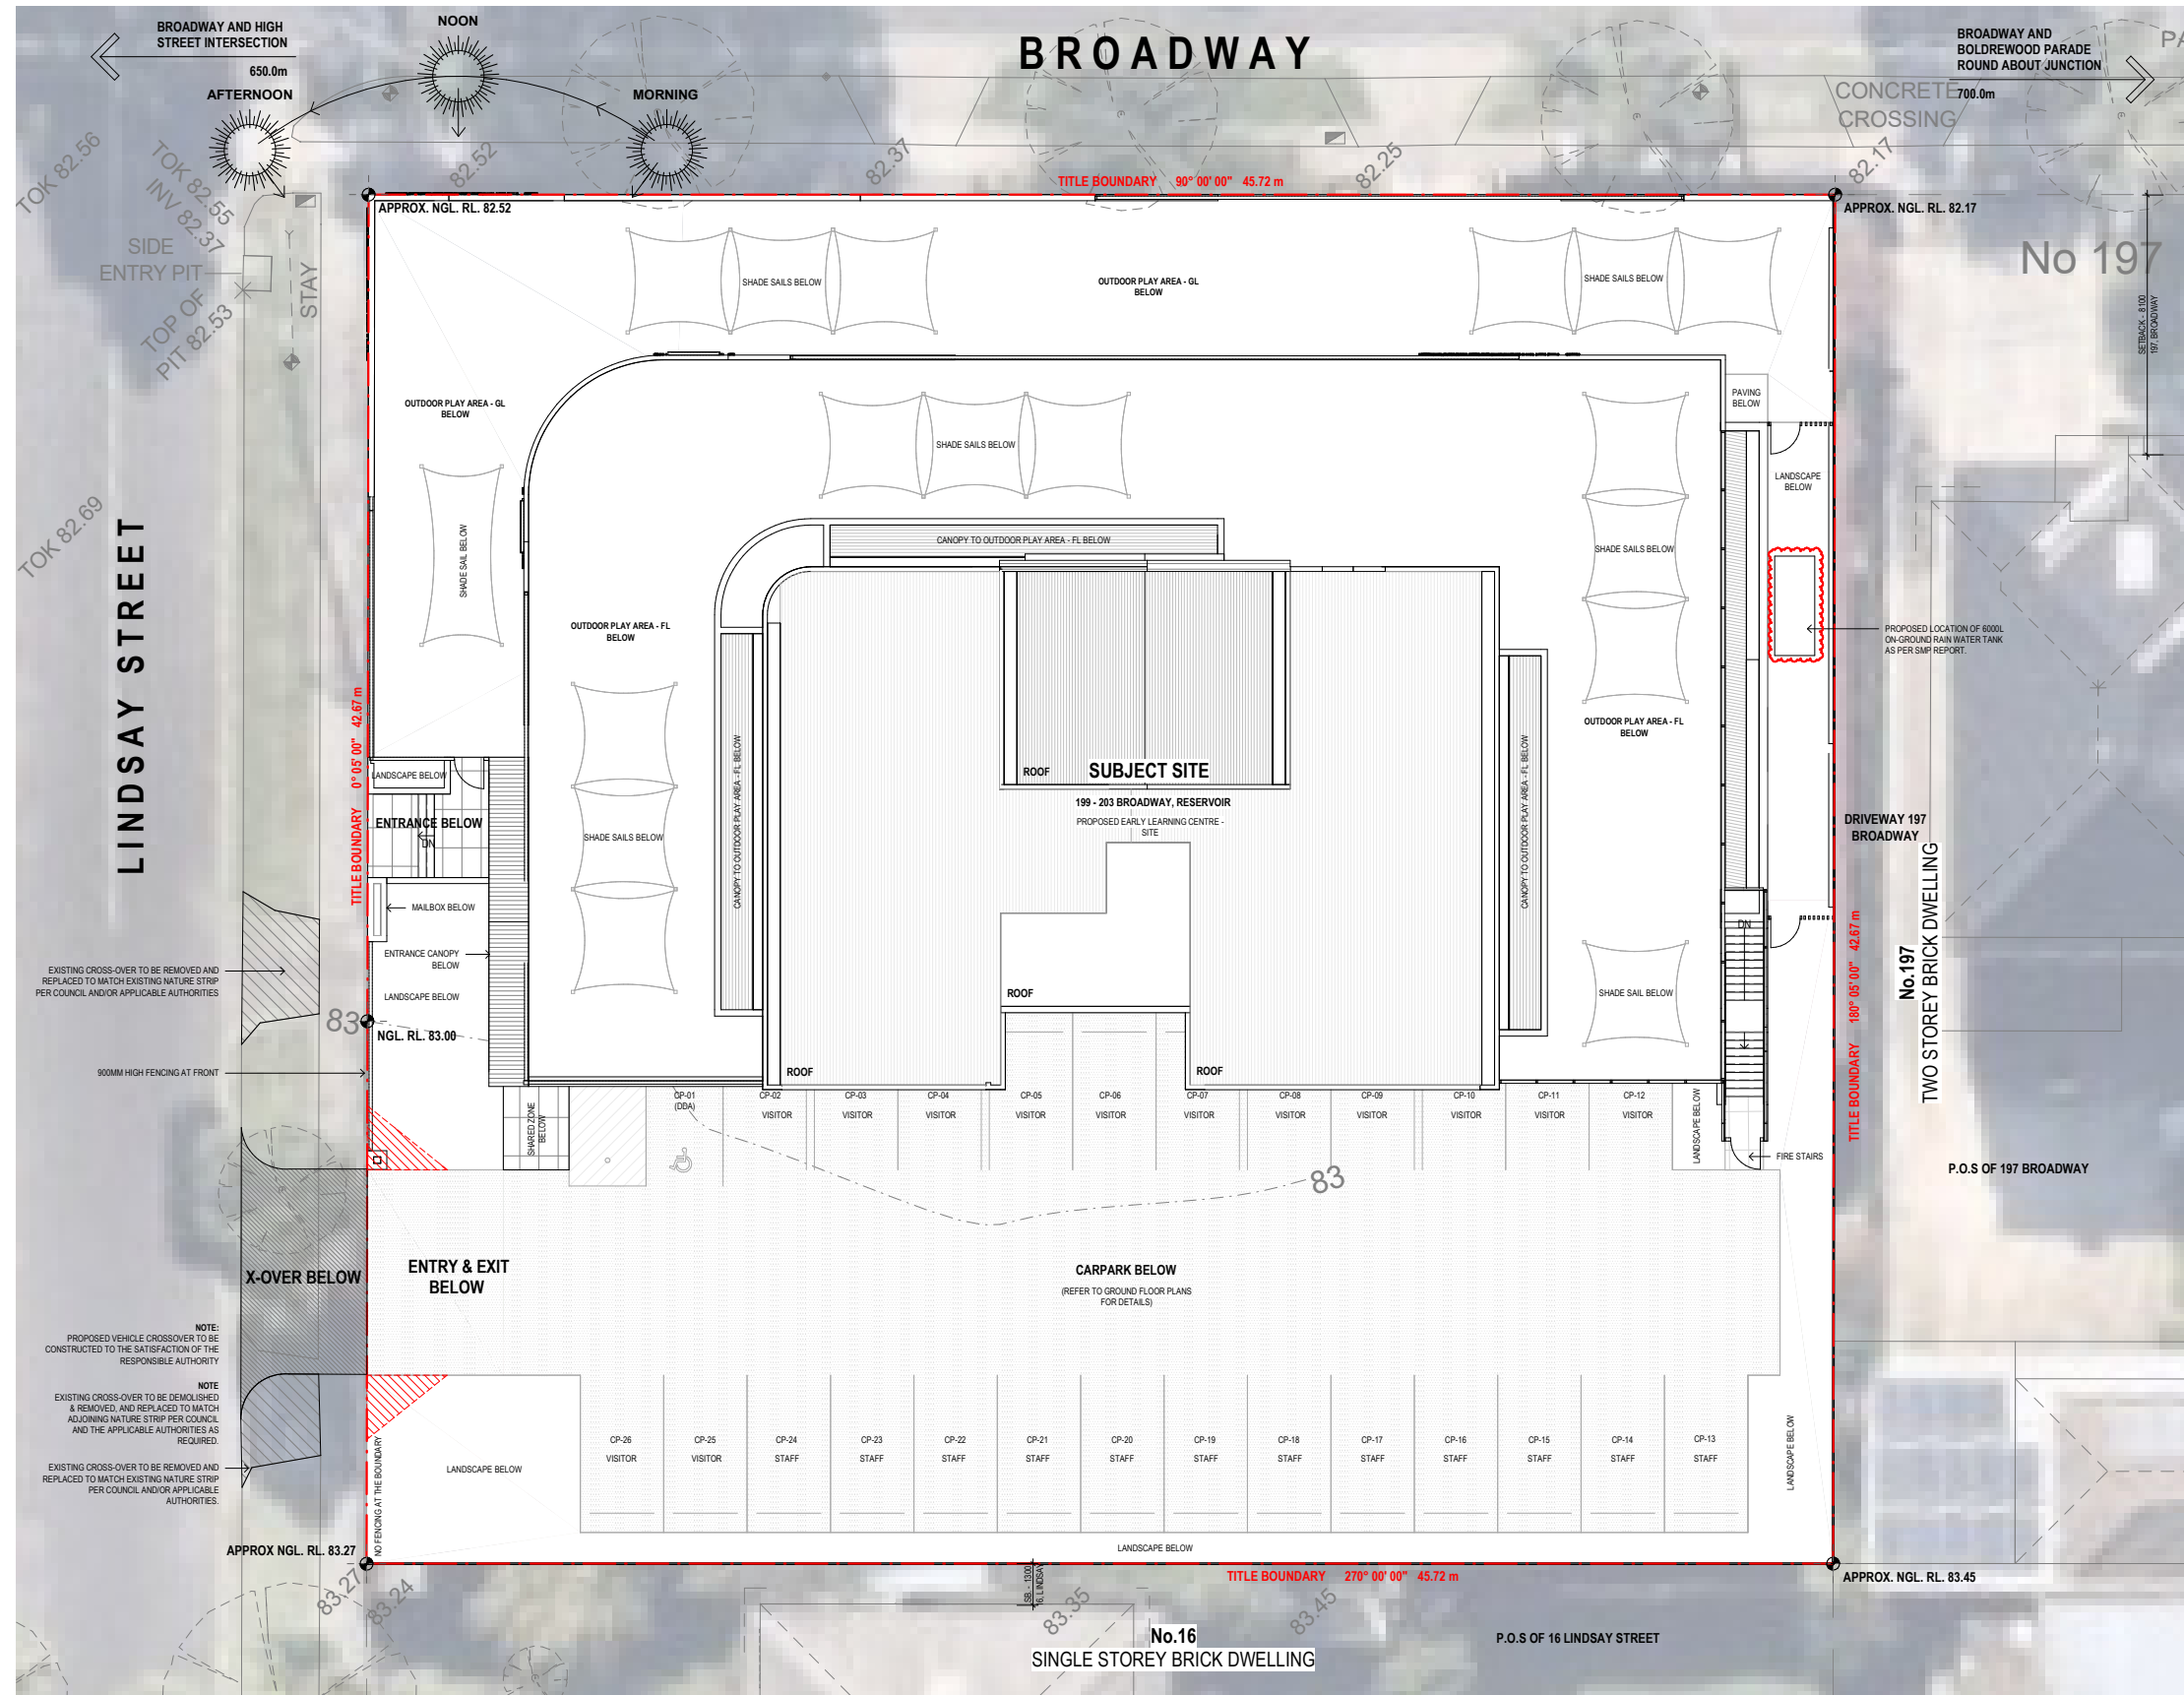 BROADWAY AND HIGH
STREET INTERSECTION
650.0m
NOON
AFTERNOON
MORNING
BROADWAY
BROADWAY AND
BOLDREWOOD PARADE
ROUND ABOUT JUNCTION
700.0m
CONCRETE
CROSSING
TOK 82.56
TOK 82.55
INV 82.37
82.52
82.37
82.25
82.17
TITLE BOUNDARY 90° 00' 00" 45.72 m
APPROX. NGL. RL. 82.52
APPROX. NGL. RL. 82.17
SIDE
ENTRY PIT
TOP OF
PIT 82.53
STAY
No 197
SETBACK - 8100
197, BROADWAY
SHADE SAILS BELOW
OUTDOOR PLAY AREA - GL
BELOW
SHADE SAILS BELOW
OUTDOOR PLAY AREA - GL
BELOW
PAVING
BELOW
SHADE SAILS BELOW
LANDSCAPE
BELOW
TOK 82.69
LINDSAY STREET
SHADE SAIL BELOW
CANOPY TO OUTDOOR PLAY AREA - FL BELOW
SHADE SAILS BELOW
OUTDOOR PLAY AREA - FL
BELOW
PROPOSED LOCATION OF 6000L
ON-GROUND RAIN WATER TANK
AS PER SMP REPORT.
TITLE BOUNDARY 0° 05' 00" 42.67 m
OUTDOOR PLAY AREA - FL
BELOW
LANDSCAPE BELOW
ROOF
SUBJECT SITE
199 - 203 BROADWAY, RESERVOIR
PROPOSED EARLY LEARNING CENTRE -
SITE
ENTRANCE BELOW
DN
SHADE SAILS BELOW
CANOPY TO OUTDOOR PLAY AREA - FL BELOW
CANOPY TO OUTDOOR PLAY AREA - FL BELOW
DRIVEWAY 197
BROADWAY
MAILBOX BELOW
DN
ENTRANCE CANOPY
BELOW
EXISTING CROSS-OVER TO BE REMOVED AND
REPLACED TO MATCH EXISTING NATURE STRIP
PER COUNCIL AND/OR APPLICABLE AUTHORITIES
LANDSCAPE BELOW
ROOF
SHADE SAIL BELOW
TITLE BOUNDARY 180° 05' 00" 42.67 m
No.197
TWO STOREY BRICK DWELLING
83
NGL. RL. 83.00
900MM HIGH FENCING AT FRONT
ROOF
ROOF
SHARED ZONE
BELOW
CP-01
(DDA)
CP-02
VISITOR
CP-03
VISITOR
CP-04
VISITOR
CP-05
VISITOR
CP-06
VISITOR
CP-07
VISITOR
CP-08
VISITOR
CP-09
VISITOR
CP-10
VISITOR
CP-11
VISITOR
CP-12
VISITOR
LANDSCAPE BELOW
FIRE STAIRS
P.O.S OF 197 BROADWAY
83
X-OVER BELOW
ENTRY & EXIT
BELOW
CARPARK BELOW
(REFER TO GROUND FLOOR PLANS
FOR DETAILS)
NOTE:
PROPOSED VEHICLE CROSSOVER TO BE
CONSTRUCTED TO THE SATISFACTION OF THE
RESPONSIBLE AUTHORITY
NOTE
EXISTING CROSS-OVER TO BE DEMOLISHED
& REMOVED, AND REPLACED TO MATCH
ADJOINING NATURE STRIP PER COUNCIL
AND THE APPLICABLE AUTHORITIES AS
REQUIRED.
EXISTING CROSS-OVER TO BE REMOVED AND
REPLACED TO MATCH EXISTING NATURE STRIP
PER COUNCIL AND/OR APPLICABLE
AUTHORITIES.
NO FENCING AT THE BOUNDARY
LANDSCAPE BELOW
CP-26
VISITOR
CP-25
VISITOR
CP-24
STAFF
CP-23
STAFF
CP-22
STAFF
CP-21
STAFF
CP-20
STAFF
CP-19
STAFF
CP-18
STAFF
CP-17
STAFF
CP-16
STAFF
CP-15
STAFF
CP-14
STAFF
CP-13
STAFF
LANDSCAPE BELOW
LANDSCAPE BELOW
APPROX NGL. RL. 83.27
TITLE BOUNDARY 270° 00' 00" 45.72 m
APPROX. NGL. RL. 83.45
83.27
83.24
SB. - 1300
83.35
83.45
No.16
SINGLE STOREY BRICK DWELLING
P.O.S OF 16 LINDSAY STREET